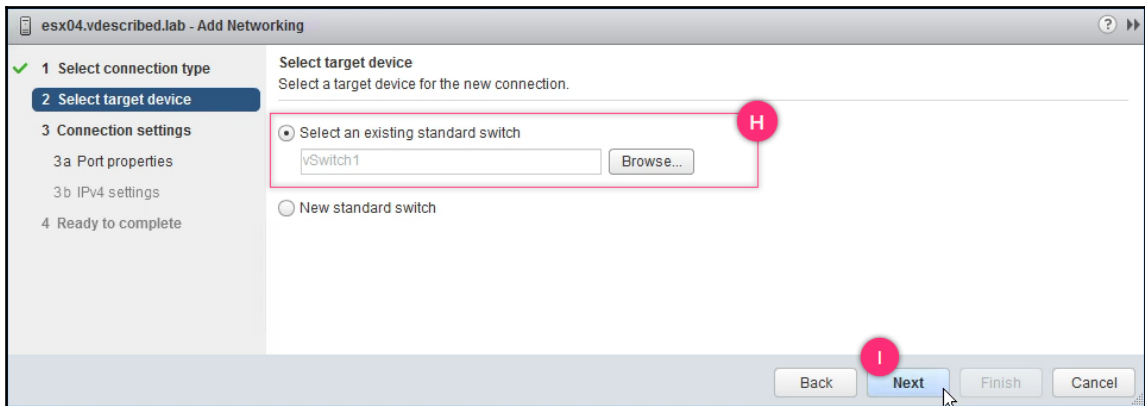 esx04.vdescribed.lab - Add Networking
?
1 Select connection type
2 Select target device
3 Connection settings
3a Port properties
3b IPv4 settings
4 Ready to complete
Select target device
Select a target device for the new connection.
H
Select an existing standard switch
vSwitch1
Browse...
New standard switch
I
Back
Next
Finish
Cancel